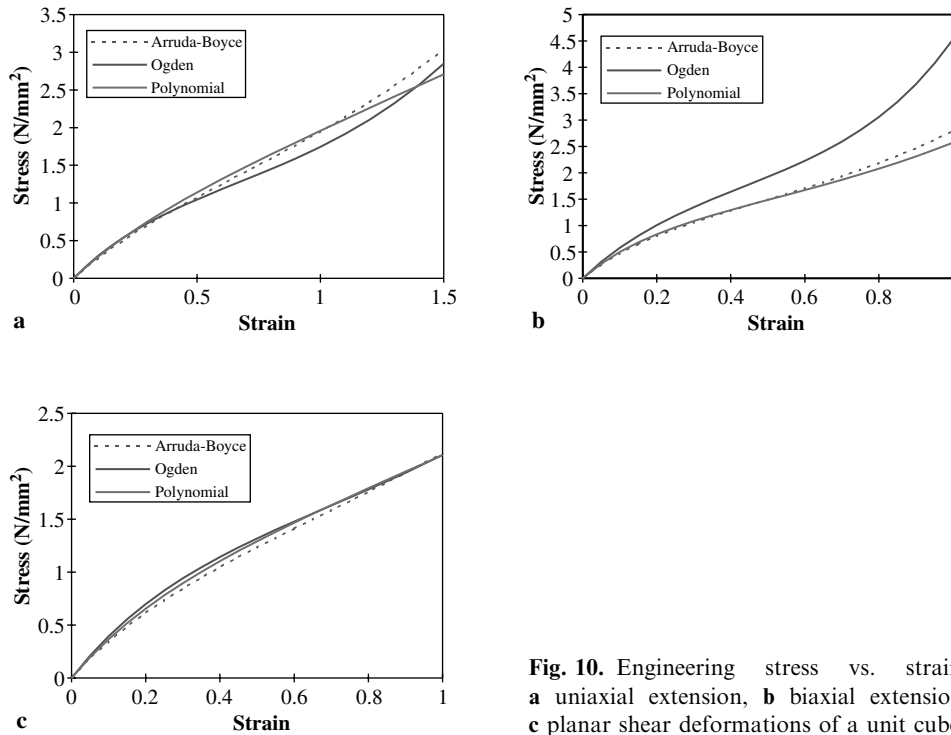 3.5
3
2.5
2
1.5
1
0.5
0
Stress (N/mm²)
Arruda-Boyce
Ogden
Polynomial
0 0.5 1 1.5
Strain
a
5
4.5
4
3.5
3
2.5
2
1.5
1
0.5
0
Stress (N/mm²)
Arruda-Boyce
Ogden
Polynomial
0 0.2 0.4 0.6 0.8
Strain
b
2.5
2
1.5
1
0.5
0
Stress (N/mm²)
Arruda-Boyce
Ogden
Polynomial
0 0.2 0.4 0.6 0.8 1
Strain
c
Fig. 10. Engineering stress vs. strain
a uniaxial extension, b biaxial extension
c planar shear deformations of a unit cube